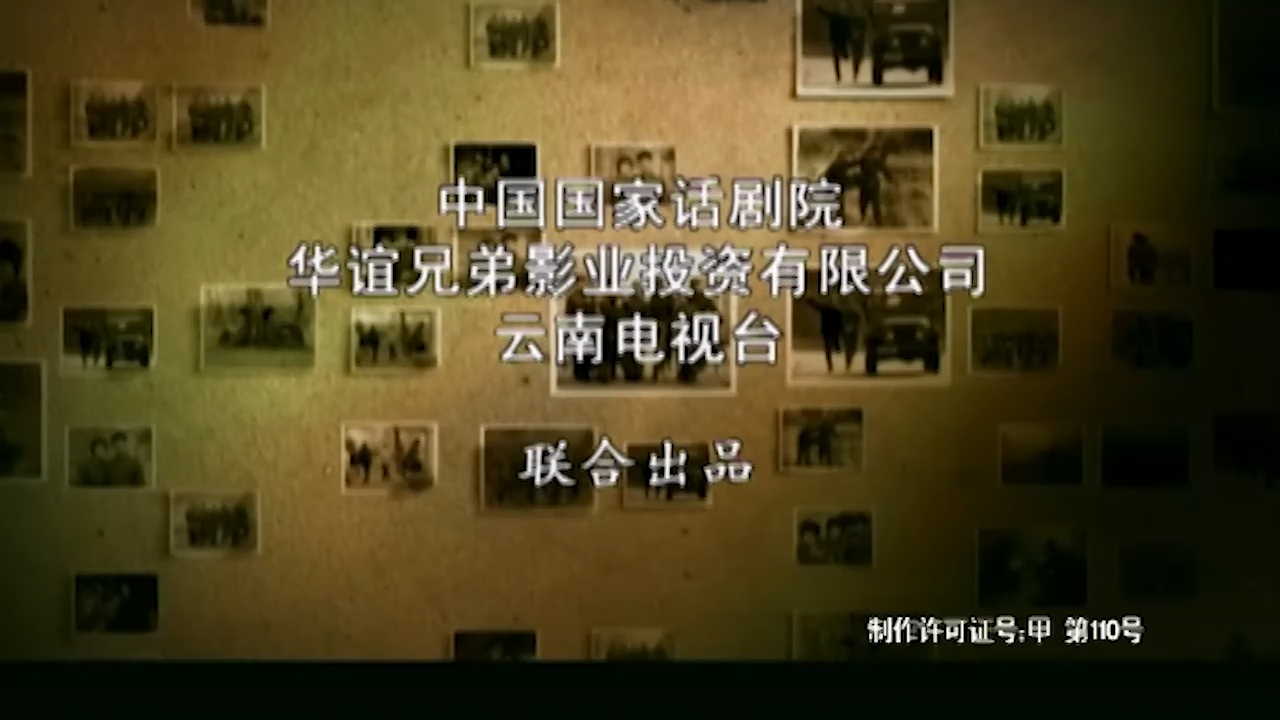 中国国家话剧院
华谊兄弟影业投资有限公司
云南电视台
联合出品
制作许可证号:甲 第110号